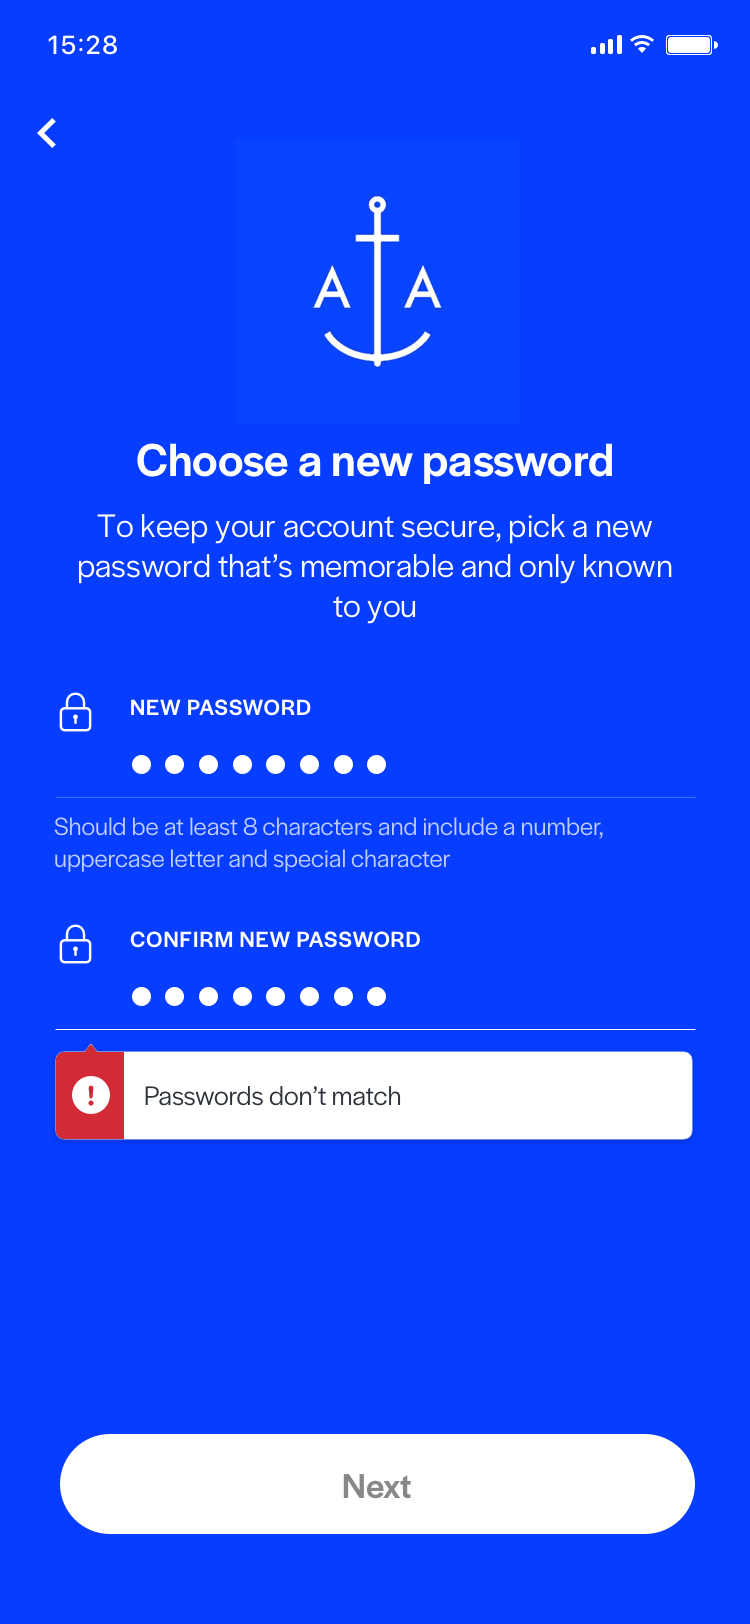 15:28
A A
Choose a new password
To keep your account secure, pick a new
password that’s memorable and only known
to you
NEW PASSWORD
Should be at least 8 characters and include a number,
uppercase letter and special character
CONFIRM NEW PASSWORD
Passwords don’t match
Next